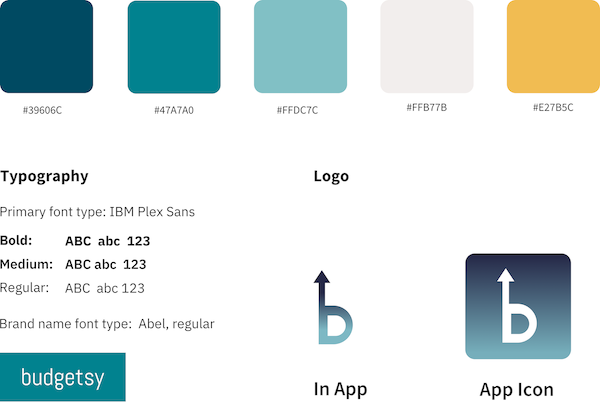 #39606C
#47A7A0
#FFDC7C
#FFB77B
#E27B5C
Typography
Logo
Primary font type: IBM Plex Sans
Bold: ABC abc 123
Medium: ABC abc 123
Regular: ABC abc 123
Brand name font type: Abel, regular
budgetsy
b
b
In App
App Icon